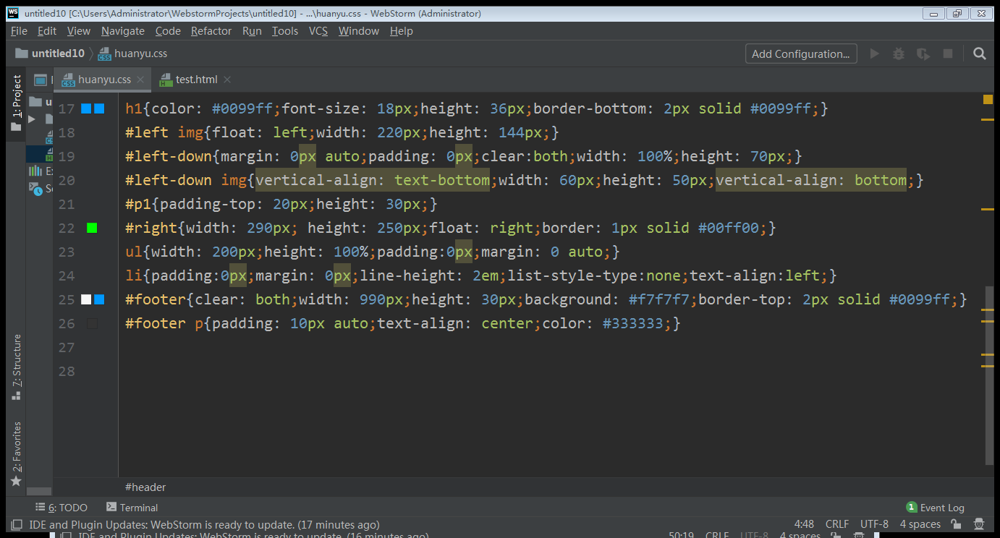 WS untitled10 [C:\Users\Administrator\WebstormProjects\untitled10] - ...\huanyu.css - WebStorm (Administrator)
File Edit View Navigate Code Refactor Run Tools VCS Window Help
untitled10 huanyu.css Add Configuration...
huanyu.css test.html
1: Project
7: Structure
2: Favorites
17 h1{color: #0099ff;font-size: 18px;height: 36px;border-bottom: 2px solid #0099ff;}
18 #left img{float: left;width: 220px;height: 144px;}
19 #left-down{margin: 0px auto;padding: 0px;clear:both;width: 100%;height: 70px;}
20 #left-down img{vertical-align: text-bottom;width: 60px;height: 50px;vertical-align: bottom;}
21 #p1{padding-top: 20px;height: 30px;}
22 #right{width: 290px; height: 250px;float: right;border: 1px solid #00ff00;}
23 ul{width: 200px;height: 100%;padding:0px;margin: 0 auto;}
24 li{padding:0px;margin: 0px;line-height: 2em;list-style-type:none;text-align:left;}
25 #footer{clear: both;width: 990px;height: 30px;background: #f7f7f7;border-top: 2px solid #0099ff;}
26 #footer p{padding: 10px auto;text-align: center;color: #333333;}
27
28
#header
6: TODO Terminal 1 Event Log
IDE and Plugin Updates: WebStorm is ready to update. (17 minutes ago) 4:48 CRLF UTF-8 4 spaces
IDE and Plugin Updates: WebStorm is ready to update. (16 minutes ago) 50:19 CRLF UTF-8 4 spaces